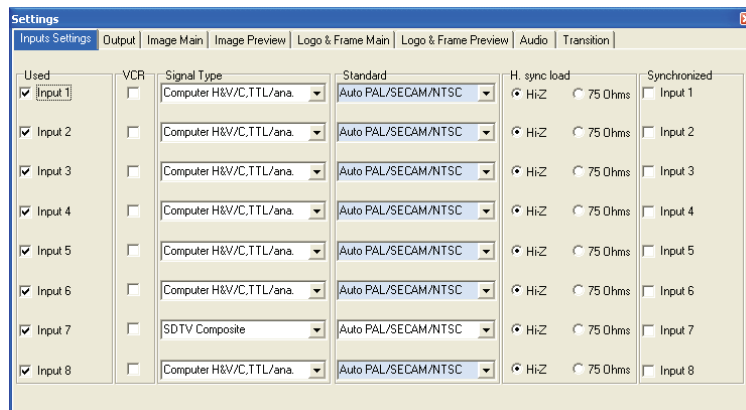 Settings
Inputs Settings Output Image Main Image Preview Logo & Frame Main Logo & Frame Preview Audio Transition
Used VCR Signal Type Standard H. sync load Synchronized
Input 1 Computer H&V/C,TTL/ana. Auto PAL/SECAM/NTSC Hi-Z 75 Ohms Input 1
Input 2 Computer H&V/C,TTL/ana. Auto PAL/SECAM/NTSC Hi-Z 75 Ohms Input 2
Input 3 Computer H&V/C,TTL/ana. Auto PAL/SECAM/NTSC Hi-Z 75 Ohms Input 3
Input 4 Computer H&V/C,TTL/ana. Auto PAL/SECAM/NTSC Hi-Z 75 Ohms Input 4
Input 5 Computer H&V/C,TTL/ana. Auto PAL/SECAM/NTSC Hi-Z 75 Ohms Input 5
Input 6 Computer H&V/C,TTL/ana. Auto PAL/SECAM/NTSC Hi-Z 75 Ohms Input 6
Input 7 SDTV Composite Auto PAL/SECAM/NTSC Hi-Z 75 Ohms Input 7
Input 8 Computer H&V/C,TTL/ana. Auto PAL/SECAM/NTSC Hi-Z 75 Ohms Input 8